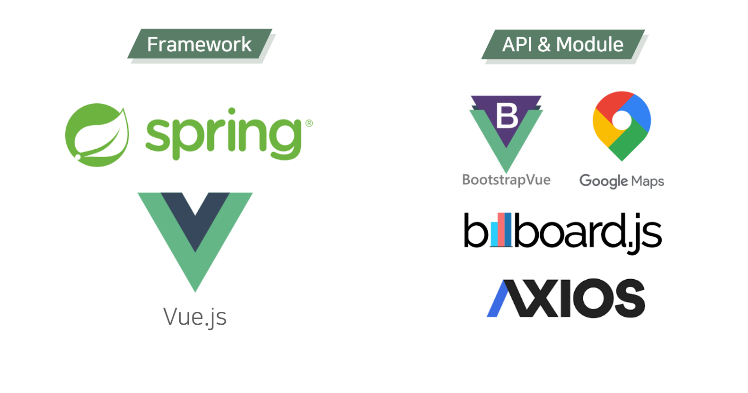 Framework
spring®
Vue.js
API & Module
B
BootstrapVue
Google Maps
billboard.js
AXIOS